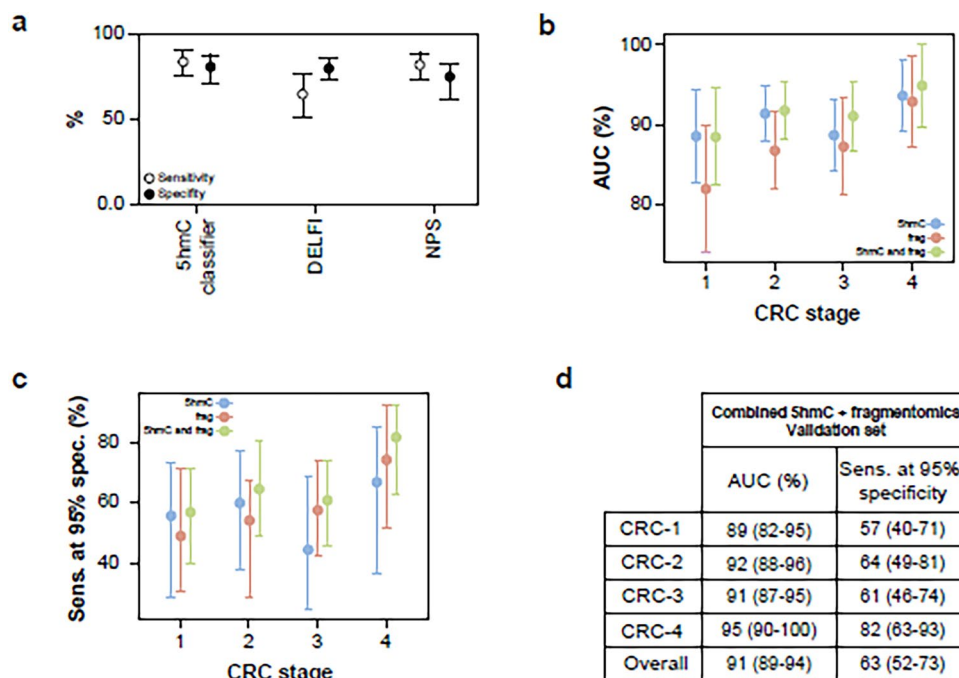 a
100
50
0.0
%
Sensitivity
Specifity
5hmC
classifier
DELFI
NPS
b
100
90
80
AUC (%)
5hmC
frag
5hmC and frag
1 2 3 4
CRC stage
c
80
60
40
Sens. at 95% spec. (%)
5hmC
frag
5hmC and frag
1 2 3 4
CRC stage
d
Combined 5hmC + fragmentomics
Validation set
AUC (%) Sens. at 95%
specificity
CRC-1 89 (82-95) 57 (40-71)
CRC-2 92 (88-96) 64 (49-81)
CRC-3 91 (87-95) 61 (46-74)
CRC-4 95 (90-100) 82 (63-93)
Overall 91 (89-94) 63 (52-73)